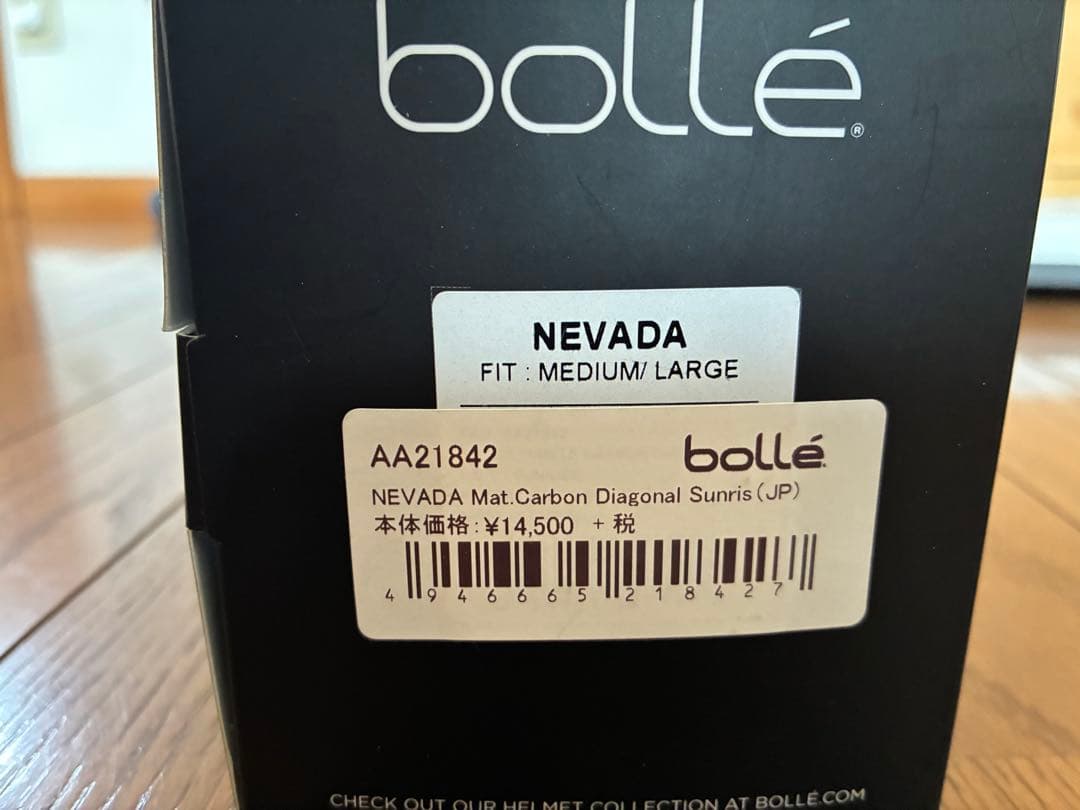 bollé®
NEVADA
FIT : MEDIUM/ LARGE
AA21842 bollé
NEVADA Mat.Carbon Diagonal Sunris(JP)
本体価格:¥14,500 +税
4 946665 218427
CHECK OUT OUR HELMET COLLECTION AT BOLLÉ.COM